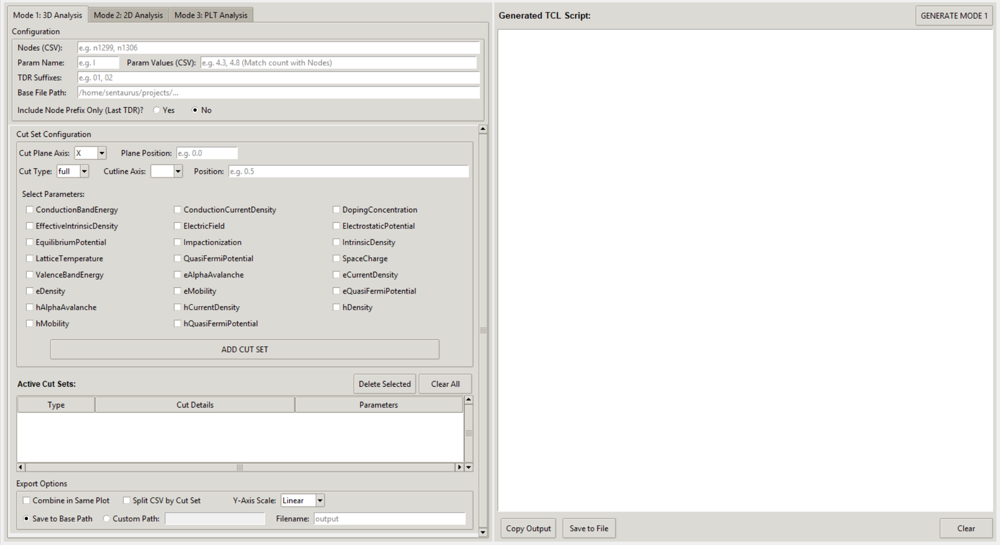 Mode 1: 3D Analysis Mode 2: 2D Analysis Mode 3: PLT Analysis
Configuration
Nodes (CSV): e.g. n1299, n1306
Param Name: e.g. l Param Values (CSV): e.g. 4.3, 4.8 (Match count with Nodes)
TDR Suffixes: e.g. 01, 02
Base File Path: /home/sentaurus/projects/...
Include Node Prefix Only (Last TDR)? Yes No
Cut Set Configuration
Cut Plane Axis: X Plane Position: e.g. 0.0
Cut Type: full Cutline Axis: Position: e.g. 0.5
Select Parameters:
ConductionBandEnergy ConductionCurrentDensity DopingConcentration
EffectiveIntrinsicDensity ElectricField ElectrostaticPotential
EquilibriumPotential Impactionization IntrinsicDensity
LatticeTemperature QuasiFermiPotential SpaceCharge
ValenceBandEnergy eAlphaAvalanche eCurrentDensity
eDensity eMobility eQuasiFermiPotential
hAlphaAvalanche hCurrentDensity hDensity
hMobility hQuasiFermiPotential
ADD CUT SET
Active Cut Sets: Delete Selected Clear All
Type Cut Details Parameters
Export Options
Combine in Same Plot Split CSV by Cut Set Y-Axis Scale: Linear
Save to Base Path Custom Path: Filename: output
Generated TCL Script: GENERATE MODE 1
Copy Output Save to File Clear